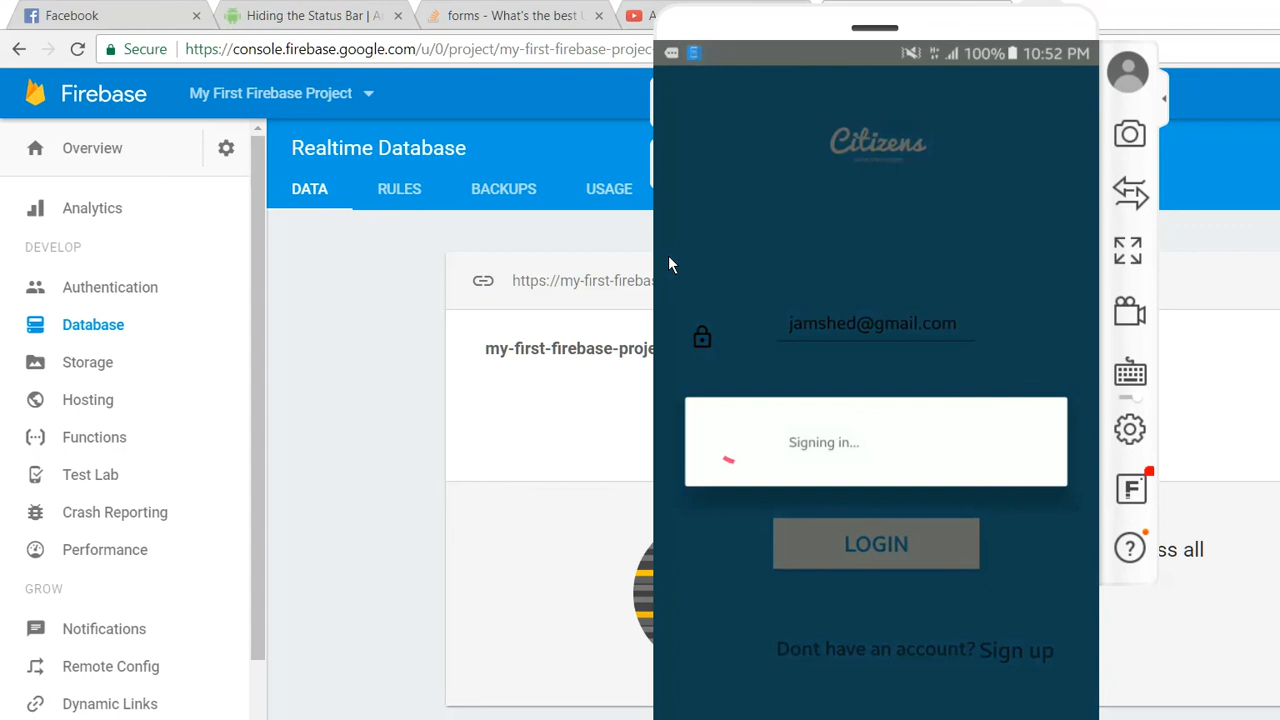 Facebook
Hiding the Status Bar | A
forms - What's the best
Secure
https://console.firebase.google.com/u/0/project/my-first-firebase-projec
Firebase
My First Firebase Project
Overview
Analytics
DEVELOP
Authentication
Database
Storage
Hosting
Functions
Test Lab
Crash Reporting
Performance
GROW
Notifications
Remote Config
Dynamic Links
Realtime Database
DATA
RULES
BACKUPS
USAGE
https://my-first-fireba
my-first-firebase-proje
100%
10:52 PM
Citizens
jamshed@gmail.com
Signing in...
LOGIN
Dont have an account? Sign up
ss all
F
?